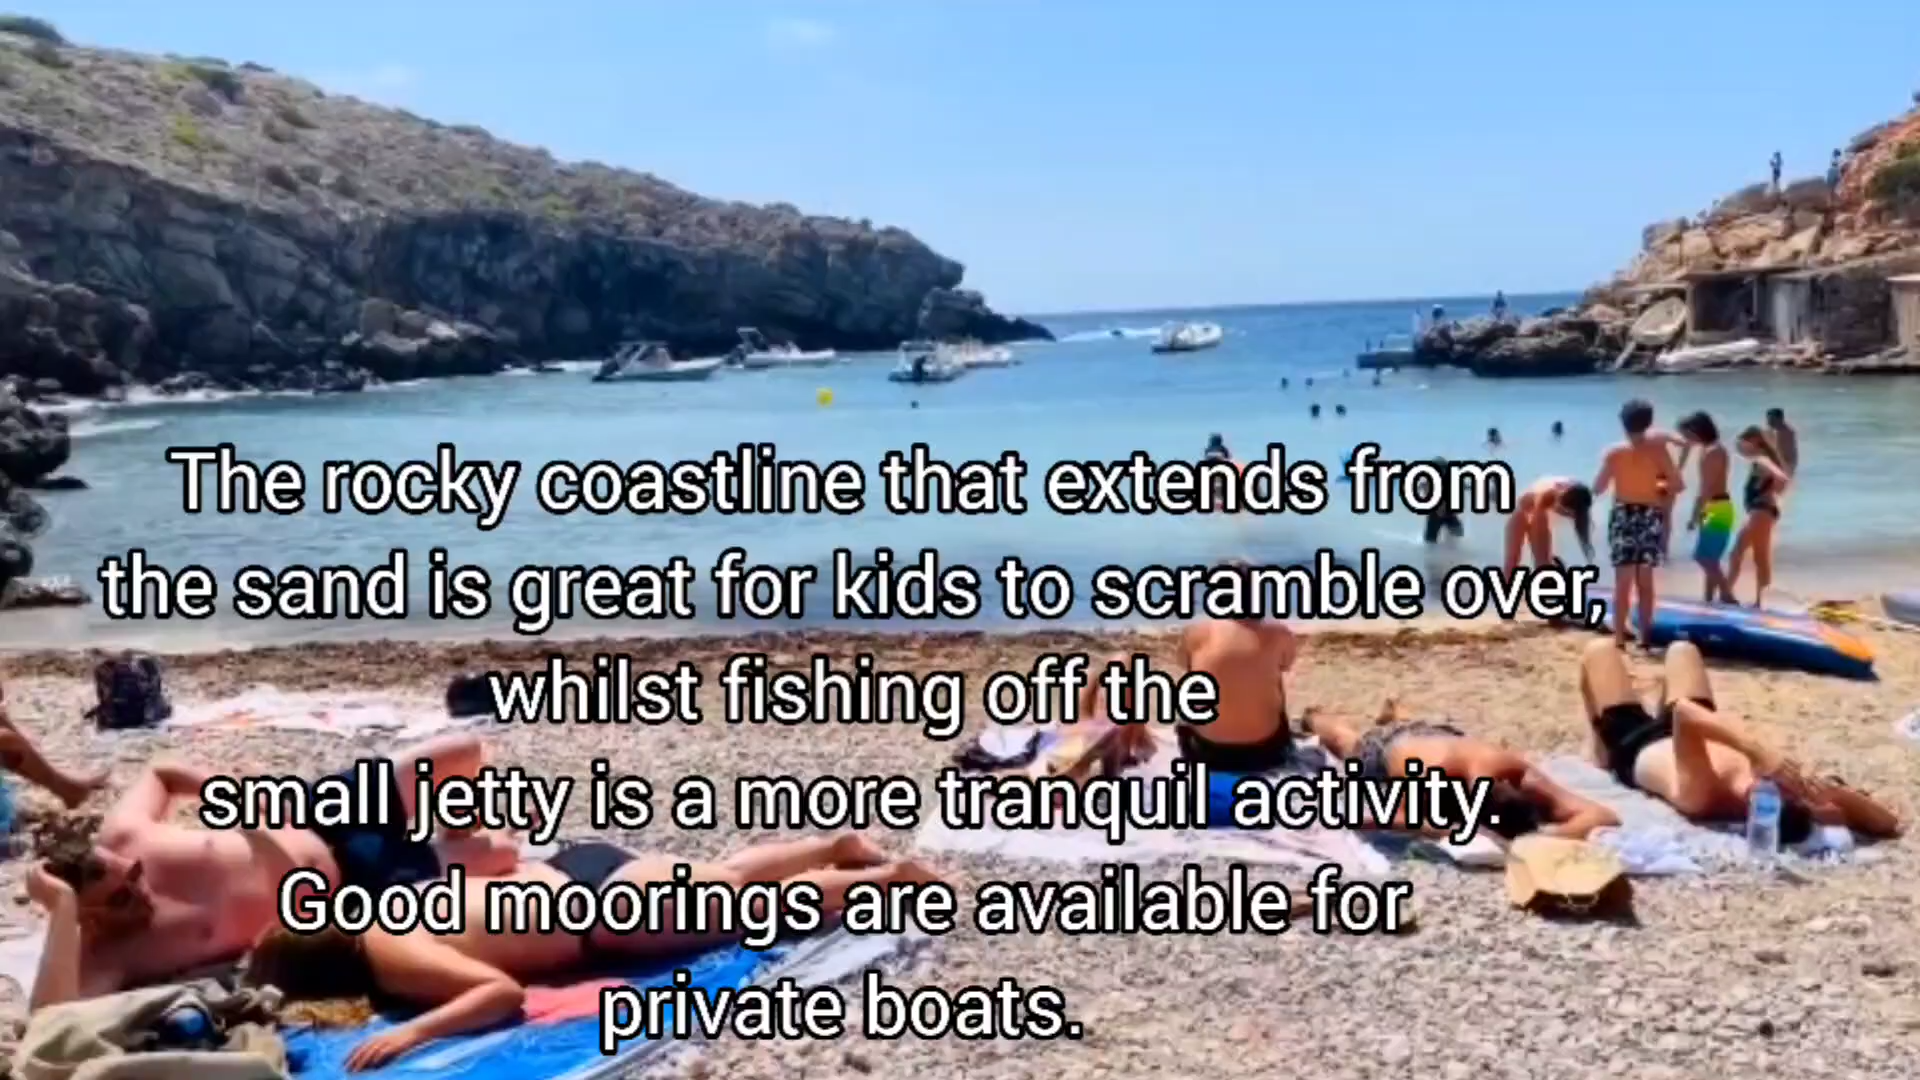 The rocky coastline that extends from
the sand is great for kids to scramble over,
whilst fishing off the
small jetty is a more tranquil activity.
Good moorings are available for
private boats.